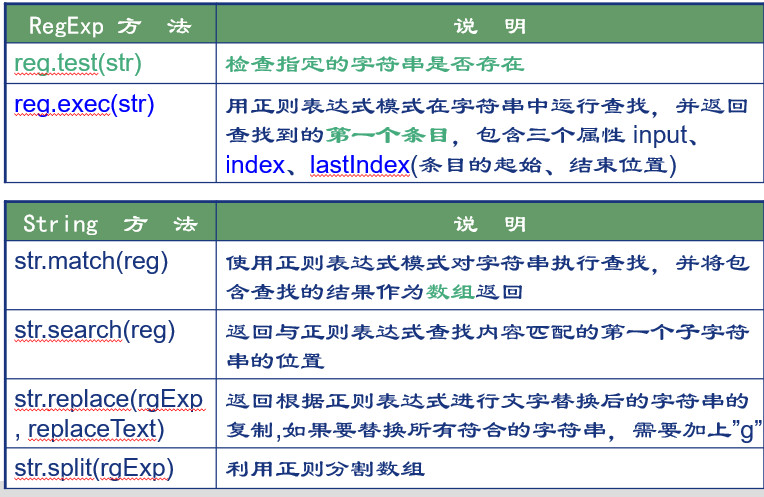 RegExp 方 法 说 明
reg.test(str) 检查指定的字符串是否存在
reg.exec(str) 用正则表达式模式在字符串中运行查找，并返回
查找到的第一个条目，包含三个属性 input、
index、lastIndex(条目的起始、结束位置)
String 方 法 说 明
str.match(reg) 使用正则表达式模式对字符串执行查找，并将包
含查找的结果作为数组返回
str.search(reg) 返回与正则表达式查找内容匹配的第一个子字符
串的位置
str.replace(rgExp 返回根据正则表达式进行文字替换后的字符串的
, replaceText) 复制,如果要替换所有符合的字符串，需要加上”g”
str.split(rgExp) 利用正则分割数组